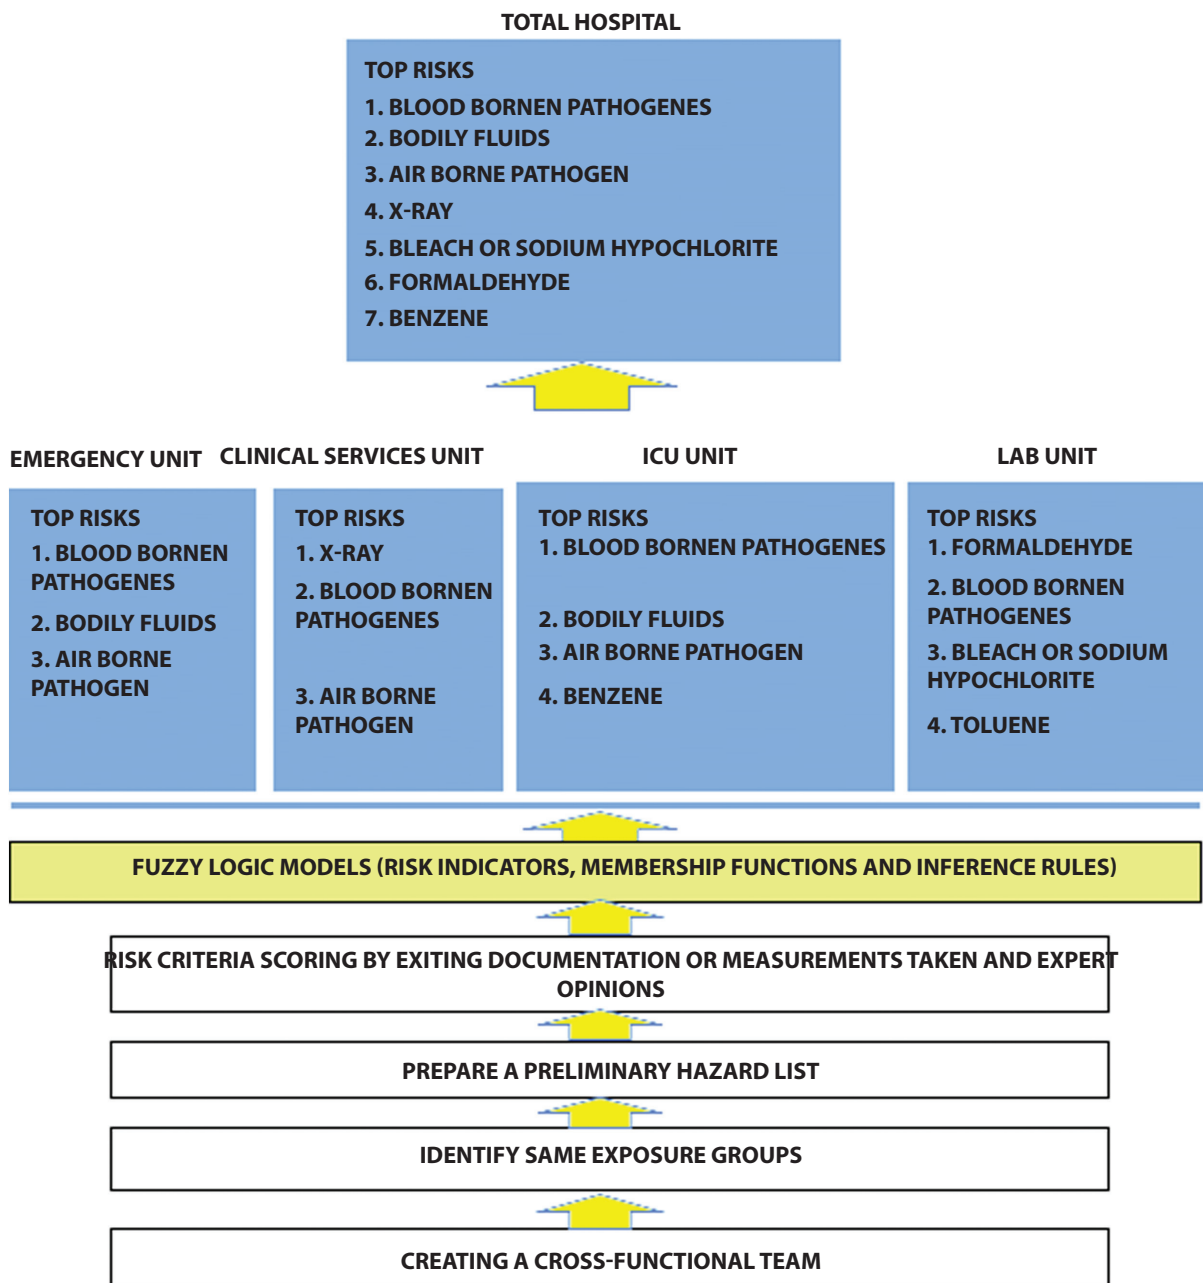 TOTAL HOSPITAL
TOP RISKS
1. BLOOD BORNEN PATHOGENES
2. BODILY FLUIDS
3. AIR BORNE PATHOGEN
4. X-RAY
5. BLEACH OR SODIUM HYPOCHLORITE
6. FORMALDEHYDE
7. BENZENE
EMERGENCY UNIT
TOP RISKS
1. BLOOD BORNEN
PATHOGENES
2. BODILY FLUIDS
3. AIR BORNE
PATHOGEN
CLINICAL SERVICES UNIT
TOP RISKS
1. X-RAY
2. BLOOD BORNEN
PATHOGENES
3. AIR BORNE
PATHOGEN
ICU UNIT
TOP RISKS
1. BLOOD BORNEN PATHOGENES
2. BODILY FLUIDS
3. AIR BORNE PATHOGEN
4. BENZENE
LAB UNIT
TOP RISKS
1. FORMALDEHYDE
2. BLOOD BORNEN
PATHOGENES
3. BLEACH OR SODIUM
HYPOCHLORITE
4. TOLUENE
FUZZY LOGIC MODELS (RISK INDICATORS, MEMBERSHIP FUNCTIONS AND INFERENCE RULES)
RISK CRITERIA SCORING BY EXITING DOCUMENTATION OR MEASUREMENTS TAKEN AND EXPERT
OPINIONS
PREPARE A PRELIMINARY HAZARD LIST
IDENTIFY SAME EXPOSURE GROUPS
CREATING A CROSS-FUNCTIONAL TEAM